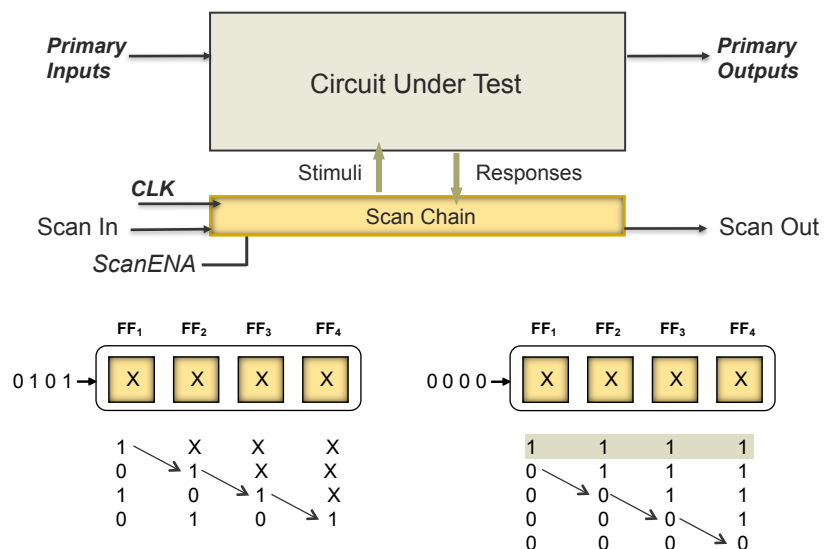 Primary
Inputs
Circuit Under Test
Primary
Outputs
Stimuli
Responses
CLK
Scan In
Scan Chain
Scan Out
ScanENA
FF₁ FF₂ FF₃ FF₄
0 1 0 1 X X X X
1 X X X
0 1 X X
1 0 1 X
0 1 0 1
FF₁ FF₂ FF₃ FF₄
0 0 0 0 X X X X
1 1 1 1
0 1 1 1
0 0 1 1
0 0 0 1
0 0 0 0